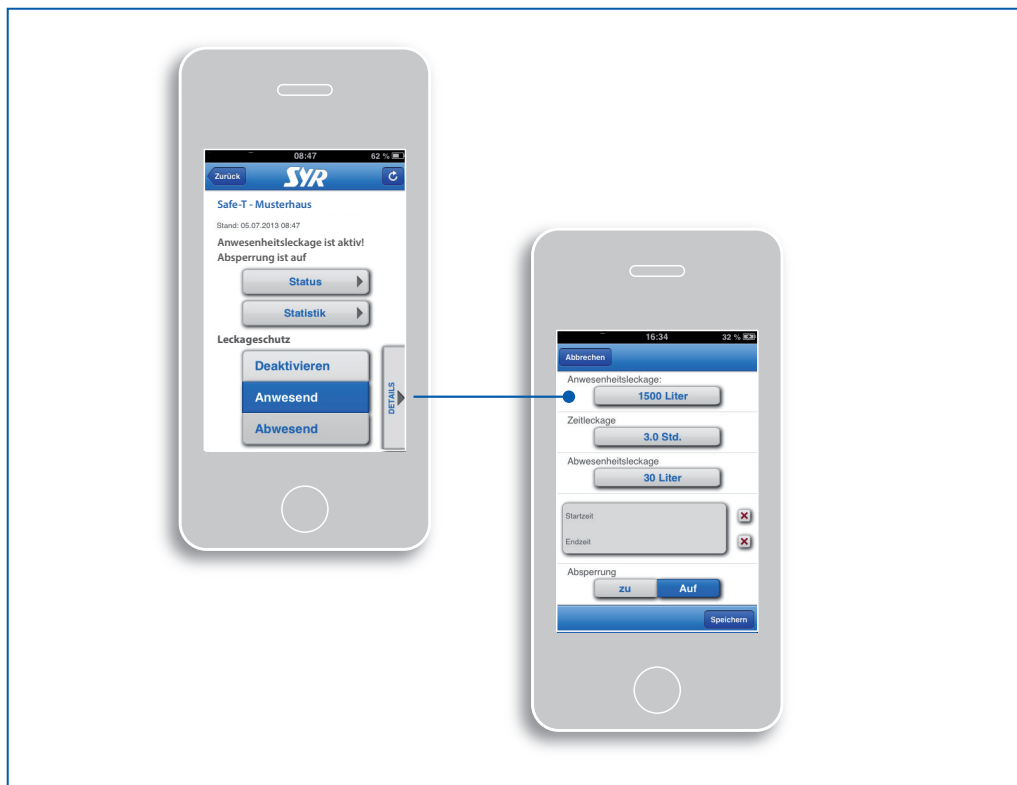 08:47 62 %
Zurück SYR
Safe-T - Musterhaus
Stand: 05.07.2013 08:47
Anwesenheitsleckage ist aktiv!
Absperrung ist auf
Status
Statistik
Leckageschutz
Deaktivieren
Anwesend
Abwesend
DETAILS
16:34 32 %
Abbrechen
Anwesenheitsleckage:
1500 Liter
Zeitleckage
3.0 Std.
Abwesenheitsleckage
30 Liter
Startzeit
Endzeit
Absperrung
zu Auf
Speichern